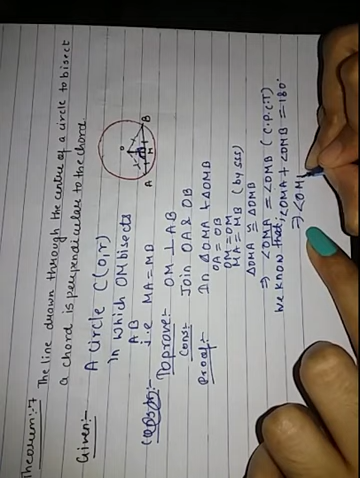 Theorem:-7 The line drawn through the centre of a circle to bisect
a chord is perpendicular to the chord.
Given:- A circle C(o,r)
in which OM bisects
AB
i.e MA=MB
To prove:- OM ⊥ AB
Cons:- Join OA & OB
Proof:- In ΔOMA & ΔOMB
OA = OB
OM = OM
MA = MB (by SSS)
ΔOMA ≅ ΔOMB
⇒ ∠OMA = ∠OMB (C.P.C.T)
We know that, ∠OMA + ∠OMB = 180°
⇒ ∠OM
O
A
M
B